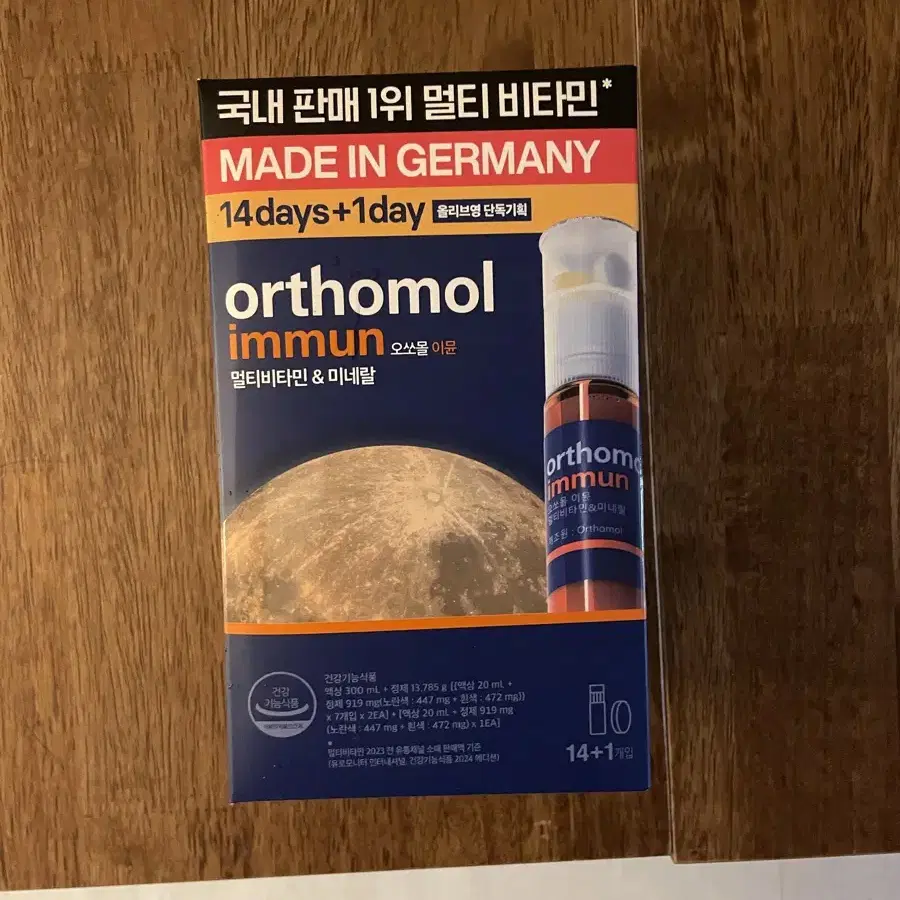 국내 판매 1위 멀티 비타민*
MADE IN GERMANY
14days+1day 올리브영 단독기획
orthomol
immun 오쏘몰 이뮨
멀티비타민 & 미네랄
orthomol
immun
오쏘몰 이뮨
멀티비타민&미네랄
제조원 : Orthomol
건강
기능식품
건강기능식품
액상 300 mL + 정제 13.785 g [{액상 20 mL +
정제 919 mg(노란색 : 447 mg + 흰색 : 472 mg)}
x 7개입 x 2EA] + [액상 20 mL + 정제 919 mg
(노란색 : 447 mg + 흰색 : 472 mg) x 1EA]
*
멀티비타민 2023 전 유통채널 소매 판매액 기준
(유로모니터 인터내셔널, 건강기능식품 2024 에디션)
14+1개입